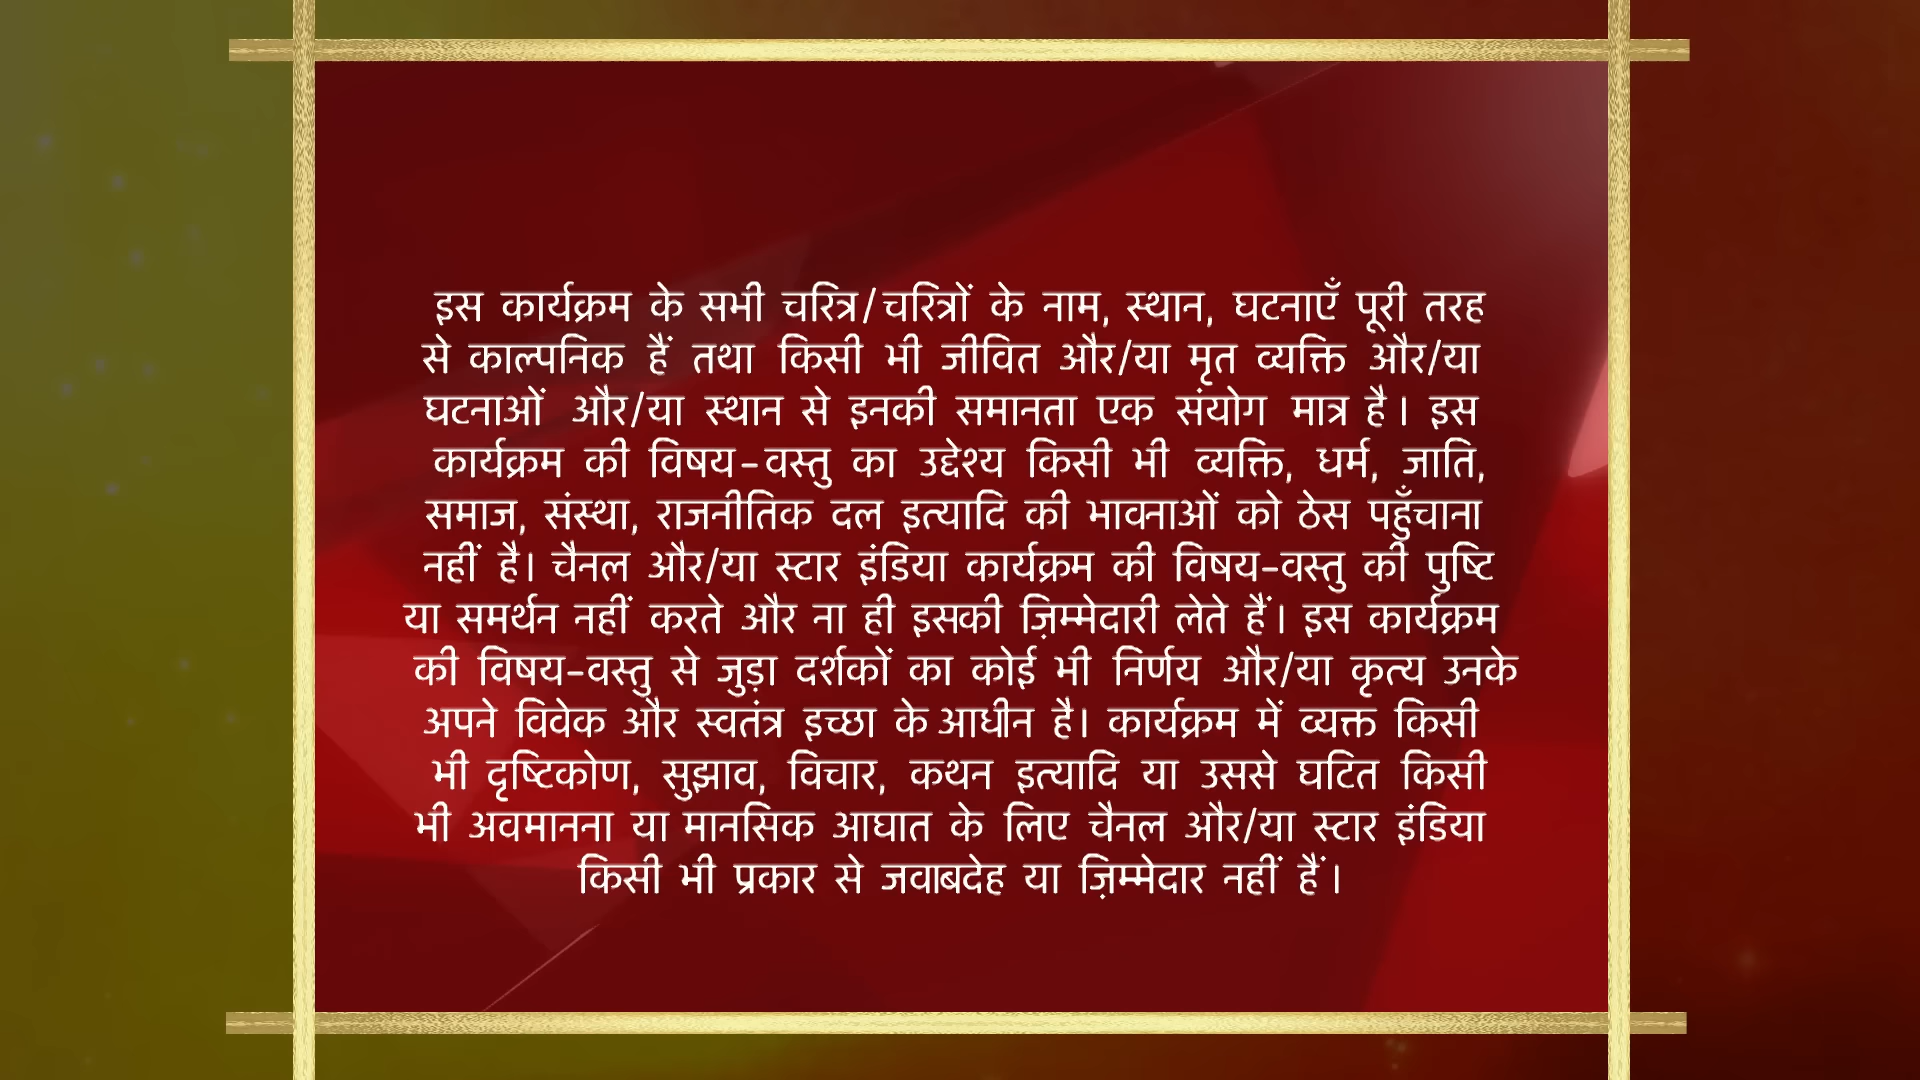 इस कार्यक्रम के सभी चरित्र/चरित्रों के नाम, स्थान, घटनाएँ पूरी तरह
से काल्पनिक हैं तथा किसी भी जीवित और/या मृत व्यक्ति और/या
घटनाओं और/या स्थान से इनकी समानता एक संयोग मात्र है। इस
कार्यक्रम की विषय-वस्तु का उद्देश्य किसी भी व्यक्ति, धर्म, जाति,
समाज, संस्था, राजनीतिक दल इत्यादि की भावनाओं को ठेस पहुँचाना
नहीं है। चैनल और/या स्टार इंडिया कार्यक्रम की विषय-वस्तु की पुष्टि
या समर्थन नहीं करते और ना ही इसकी ज़िम्मेदारी लेते हैं। इस कार्यक्रम
की विषय-वस्तु से जुड़ा दर्शकों का कोई भी निर्णय और/या कृत्य उनके
अपने विवेक और स्वतंत्र इच्छा के आधीन है। कार्यक्रम में व्यक्त किसी
भी दृष्टिकोण, सुझाव, विचार, कथन इत्यादि या उससे घटित किसी
भी अवमानना या मानसिक आघात के लिए चैनल और/या स्टार इंडिया
किसी भी प्रकार से जवाबदेह या ज़िम्मेदार नहीं हैं।